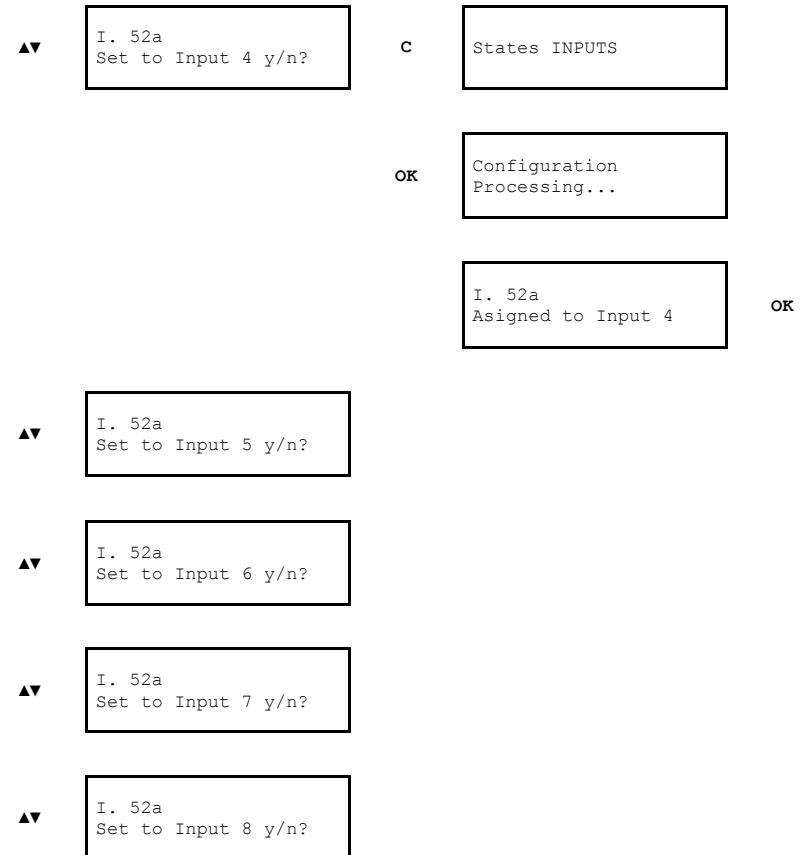 ▲▼
I. 52a
Set to Input 4 y/n?
C
States INPUTS
OK
Configuration
Processing...
I. 52a
Asigned to Input 4
OK
▲▼
I. 52a
Set to Input 5 y/n?
▲▼
I. 52a
Set to Input 6 y/n?
▲▼
I. 52a
Set to Input 7 y/n?
▲▼
I. 52a
Set to Input 8 y/n?